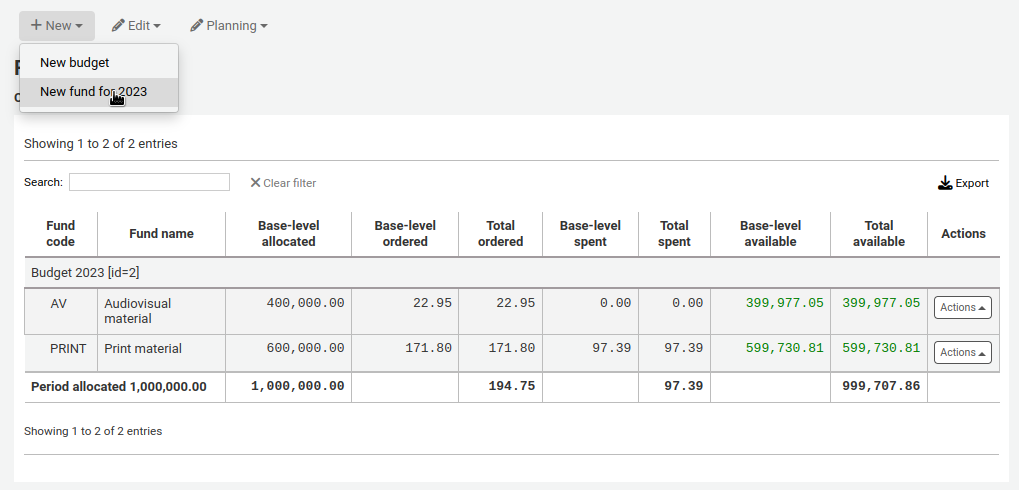 New Edit Planning
New budget
New fund for 2023
Showing 1 to 2 of 2 entries
Search: Clear filter Export
Fund code Fund name Base-level allocated Base-level ordered Total ordered Base-level spent Total spent Base-level available Total available Actions
Budget 2023 [id=2]
AV Audiovisual material 400,000.00 22.95 22.95 0.00 0.00 399,977.05 399,977.05 Actions
PRINT Print material 600,000.00 171.80 171.80 97.39 97.39 599,730.81 599,730.81 Actions
Period allocated 1,000,000.00 1,000,000.00 194.75 97.39 999,707.86
Showing 1 to 2 of 2 entries